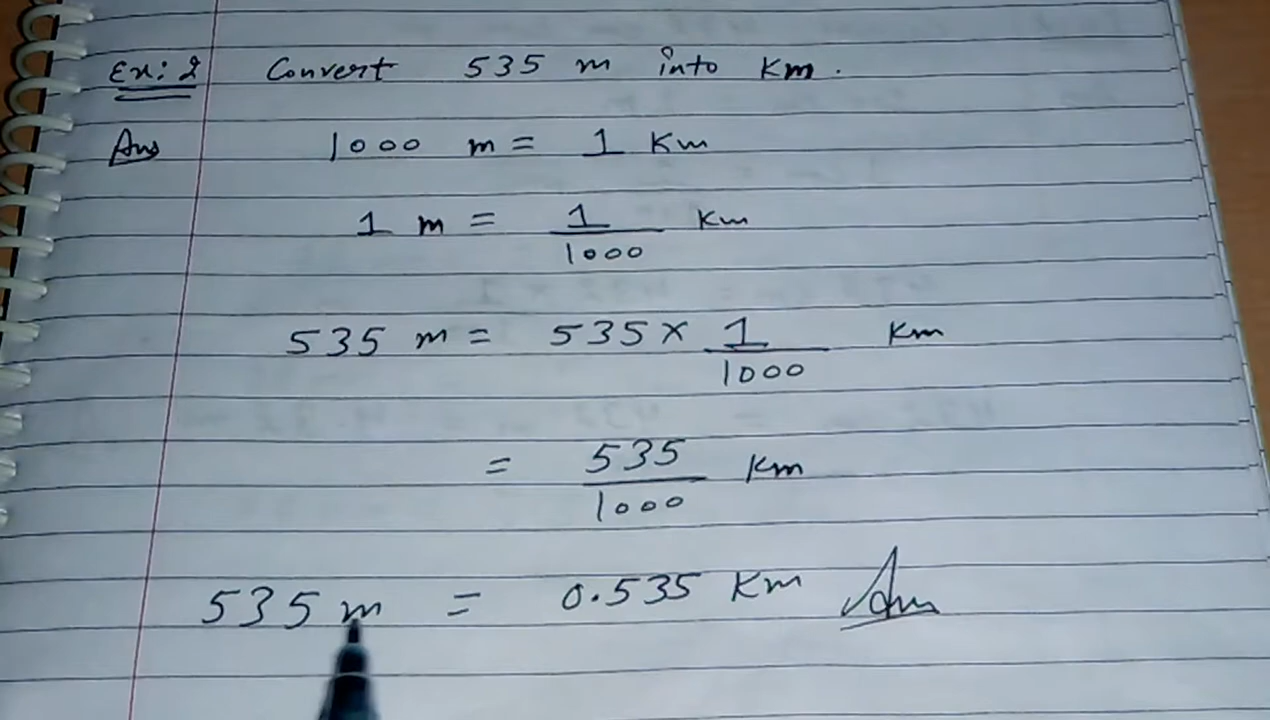 Ex: 2 Convert 535 m into Km.
Ans 1000 m = 1 Km
1 m = 1/1000 Km
535 m = 535 × 1/1000 Km
= 535/1000 Km
535 m = 0.535 Km Ans